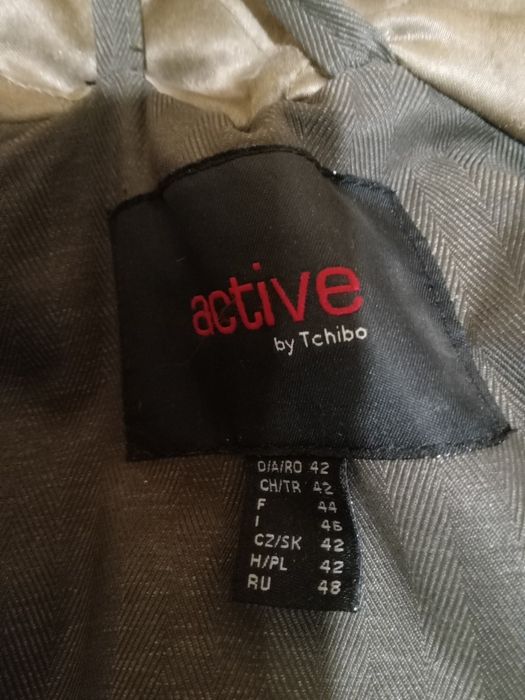 active
by Tchibo
D/A/RO 42
CH/TR 42
F 44
I 46
CZ/SK 42
H/PL 42
RU 48